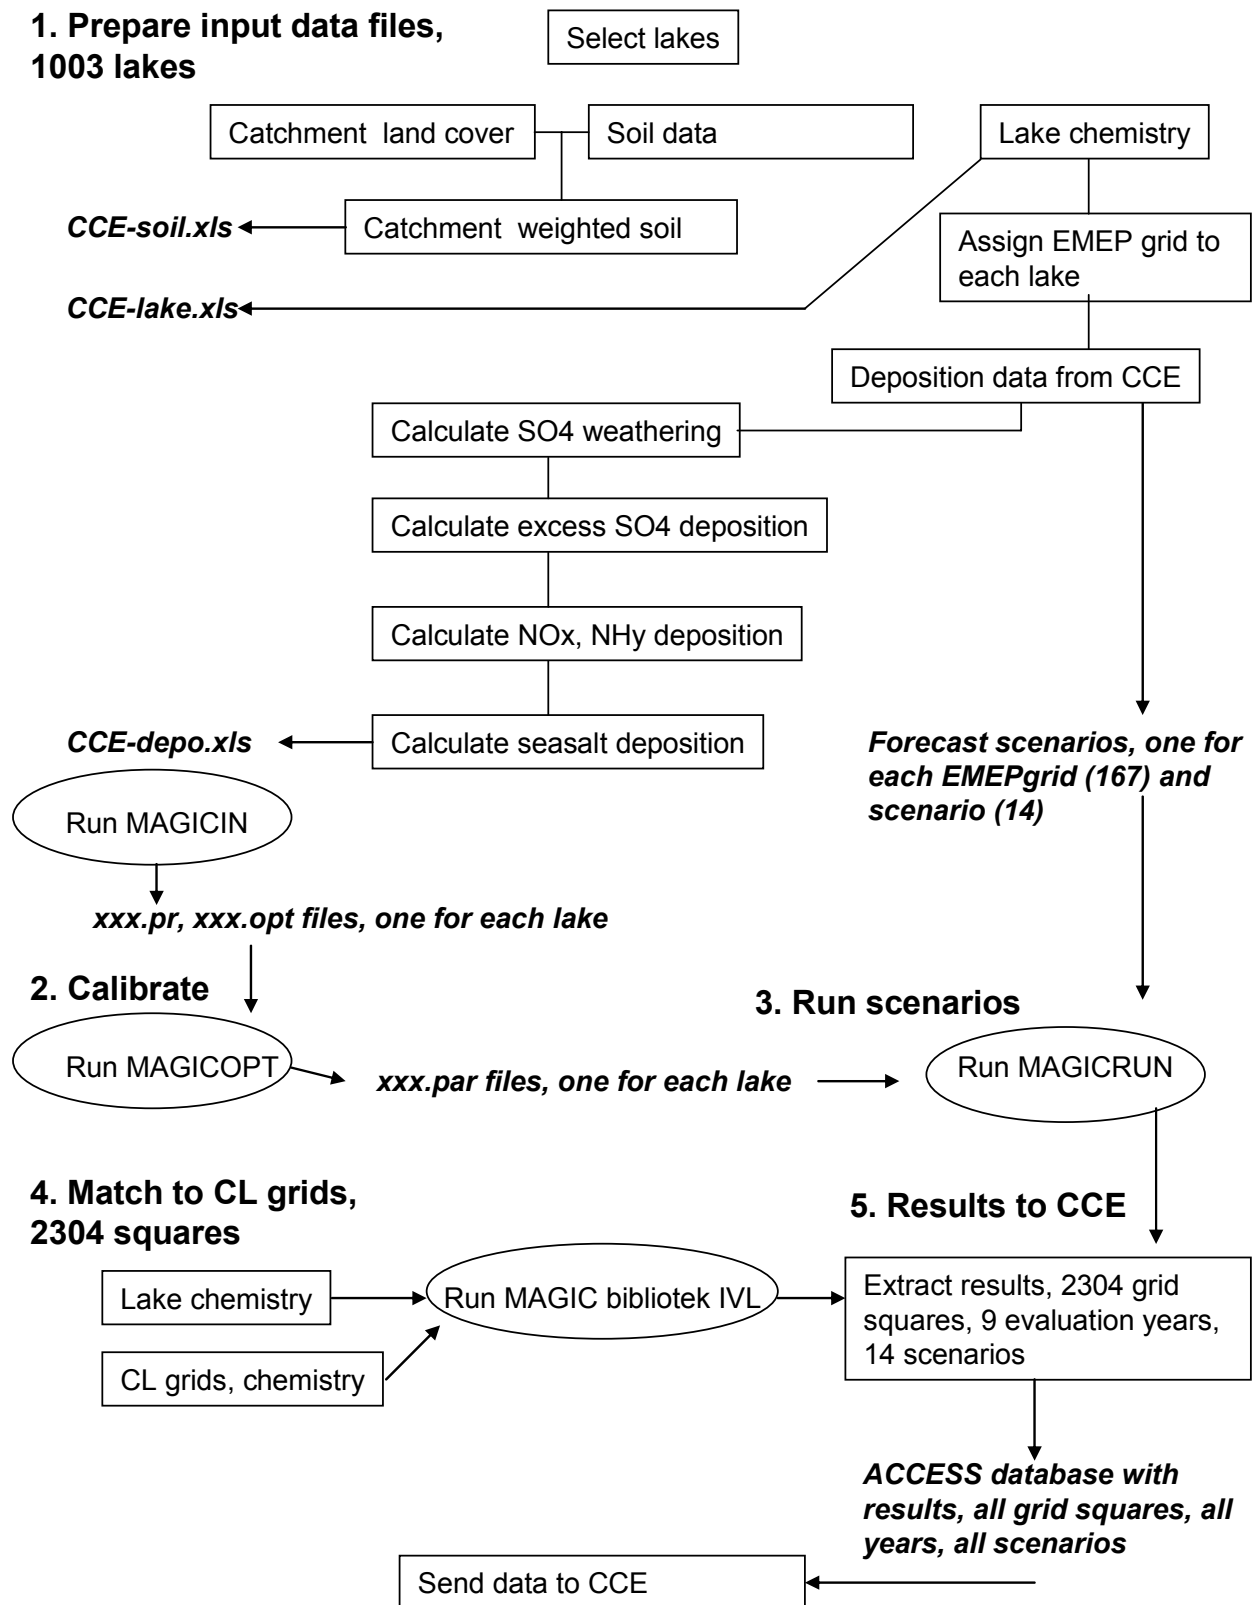 1. Prepare input data files,
1003 lakes
Select lakes
Catchment land cover
Soil data
Lake chemistry
CCE-soil.xls
Catchment weighted soil
Assign EMEP grid to
each lake
CCE-lake.xls
Deposition data from CCE
Calculate SO4 weathering
Calculate excess SO4 deposition
Calculate NOx, NHy deposition
CCE-depo.xls
Calculate seasalt deposition
Forecast scenarios, one for
each EMEPgrid (167) and
scenario (14)
Run MAGICIN
xxx.pr, xxx.opt files, one for each lake
2. Calibrate
3. Run scenarios
Run MAGICOPT
xxx.par files, one for each lake
Run MAGICRUN
4. Match to CL grids,
2304 squares
5. Results to CCE
Lake chemistry
Run MAGIC bibliotek IVL
Extract results, 2304 grid
squares, 9 evaluation years,
14 scenarios
CL grids, chemistry
ACCESS database with
results, all grid squares, all
years, all scenarios
Send data to CCE